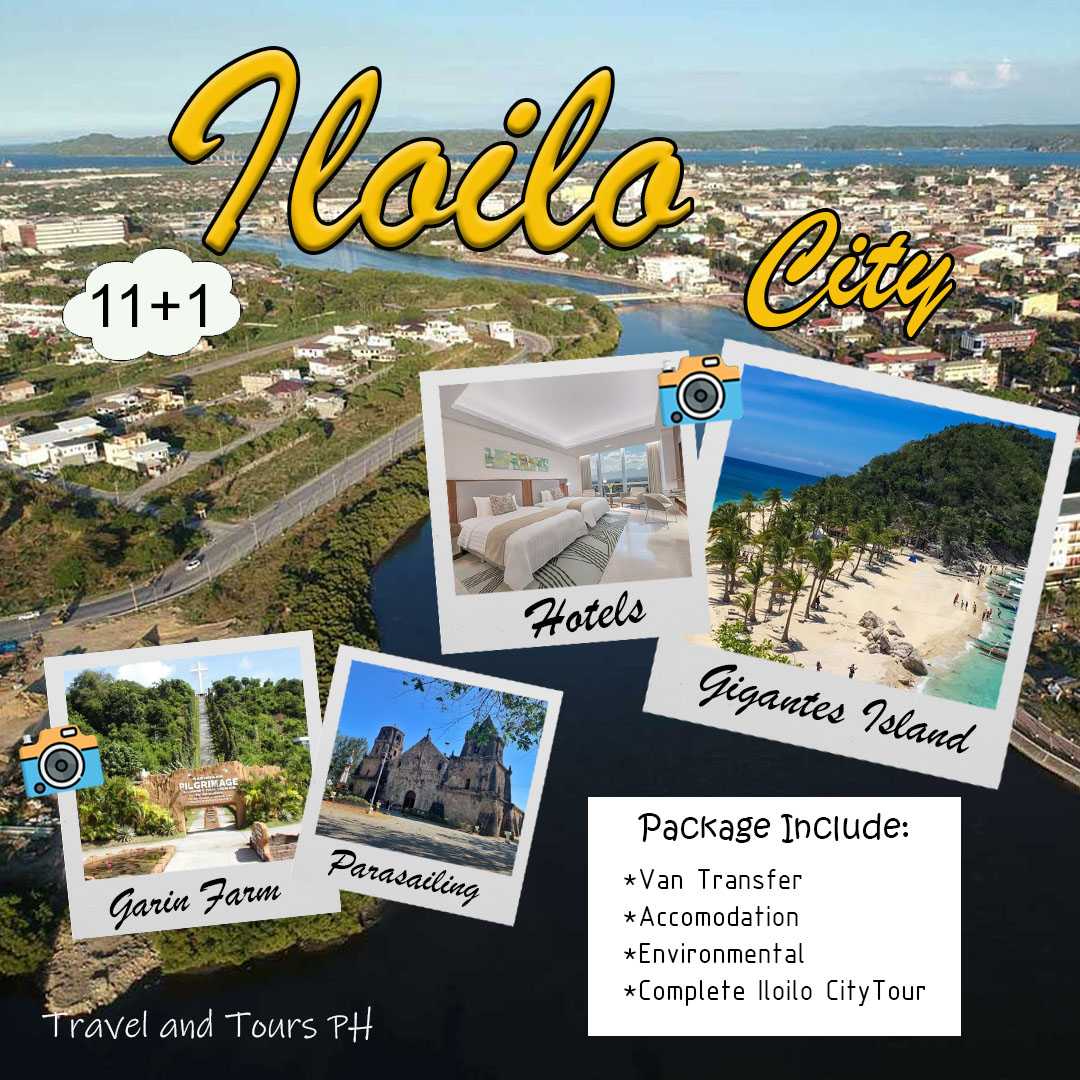 Iloilo
City
11+1
Hotels
Gigantes Island
PILGRIMAGE
Garin Farm
Parasailing
Package Include:
*Van Transfer
*Accomodation
*Environmental
*Complete Iloilo CityTour
Travel and Tours PH